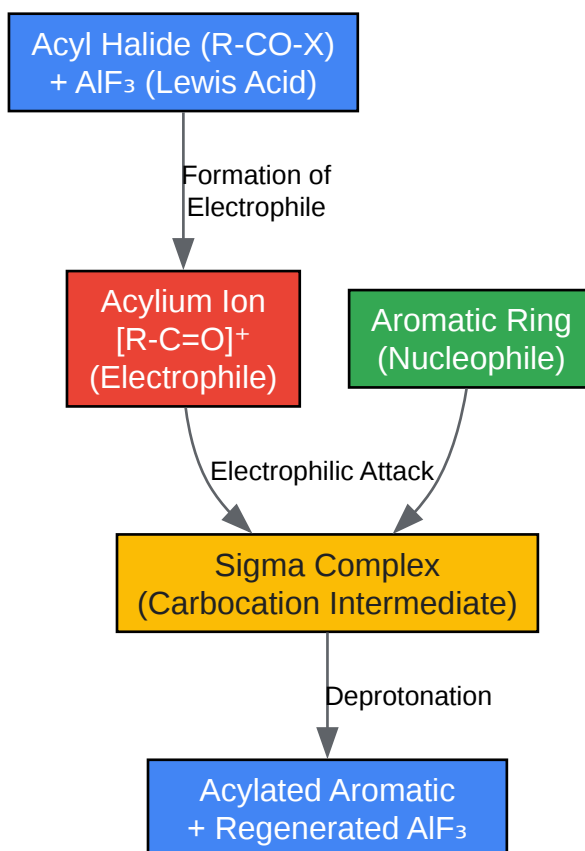 Acyl Halide (R-CO-X)
+ AlF₃ (Lewis Acid)
Formation of
Electrophile
Acylium Ion
[R-C=O]⁺
(Electrophile)
Aromatic Ring
(Nucleophile)
Electrophilic Attack
Sigma Complex
(Carbocation Intermediate)
Deprotonation
Acylated Aromatic
+ Regenerated AlF₃